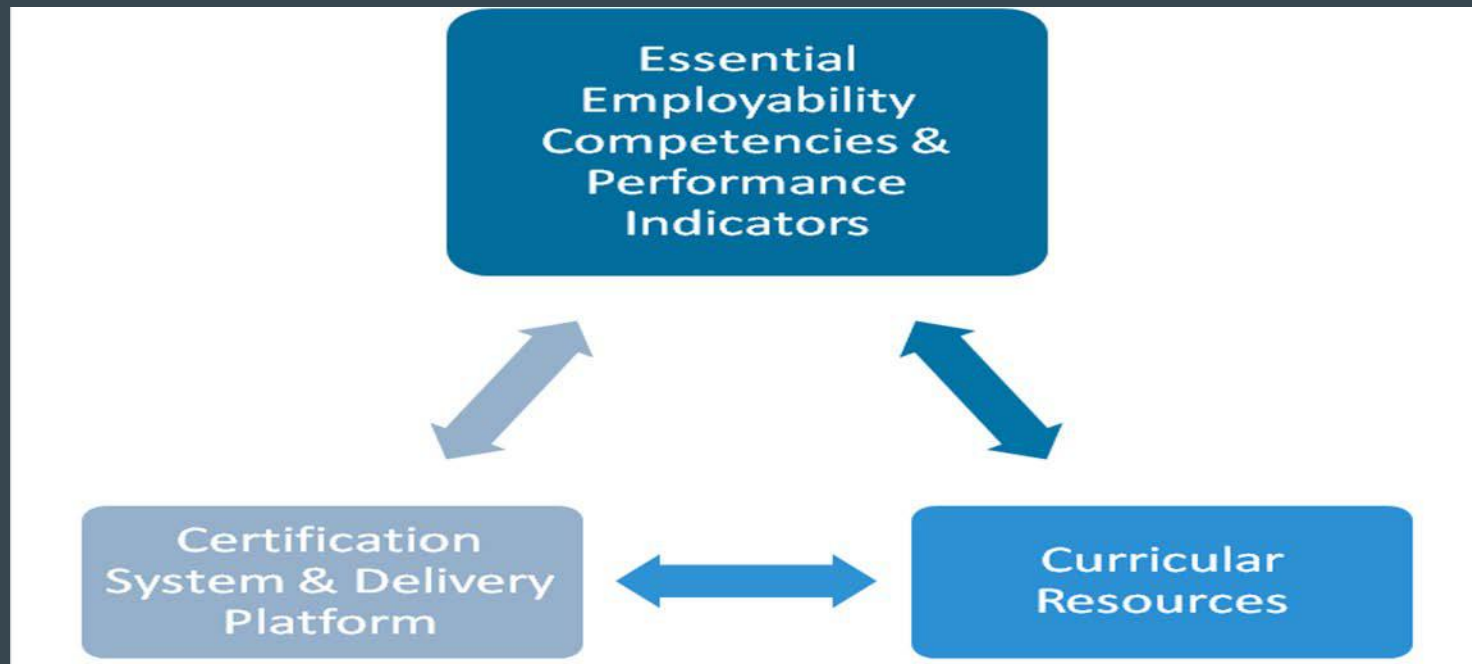 Essential
Employability
Competencies &
Performance
Indicators
Certification
System & Delivery
Platform
Curricular
Resources